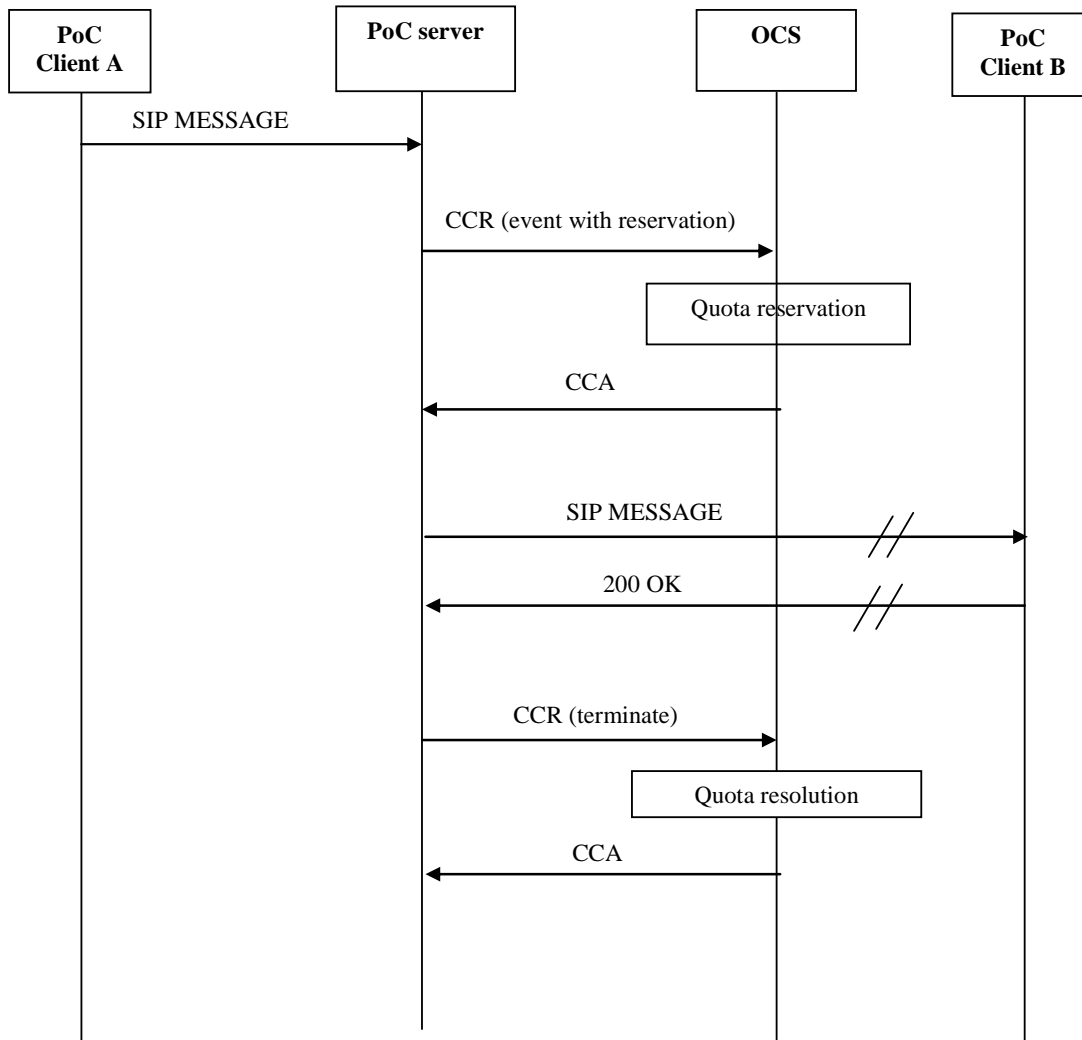 PoC
Client A
PoC server
OCS
PoC
Client B
SIP MESSAGE
CCR (event with reservation)
Quota reservation
CCA
SIP MESSAGE
200 OK
CCR (terminate)
Quota resolution
CCA